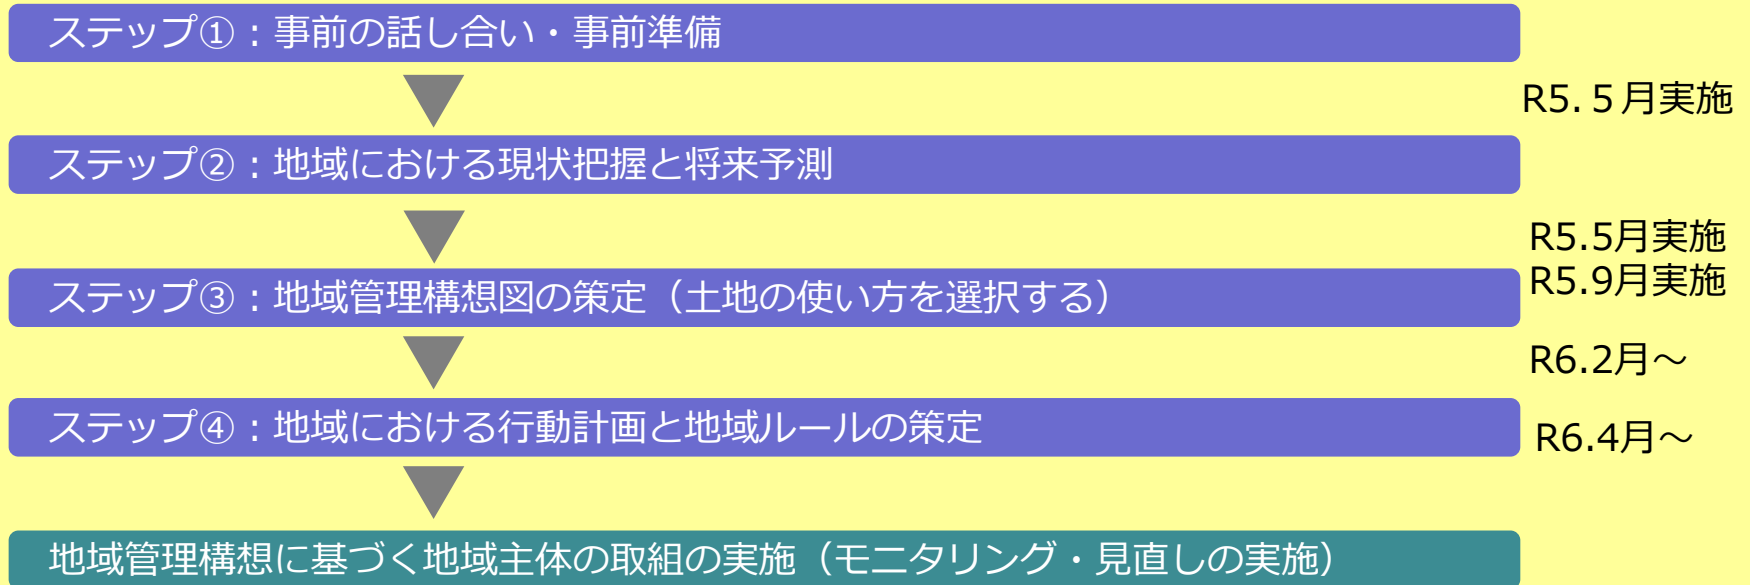 ステップ①：事前の話し合い・事前準備
R5.５月実施
ステップ②：地域における現状把握と将来予測
R5.5月実施
R5.9月実施
ステップ③：地域管理構想図の策定（土地の使い方を選択する）
R6.2月～
ステップ④：地域における行動計画と地域ルールの策定
R6.4月～
地域管理構想に基づく地域主体の取組の実施（モニタリング・見直しの実施）